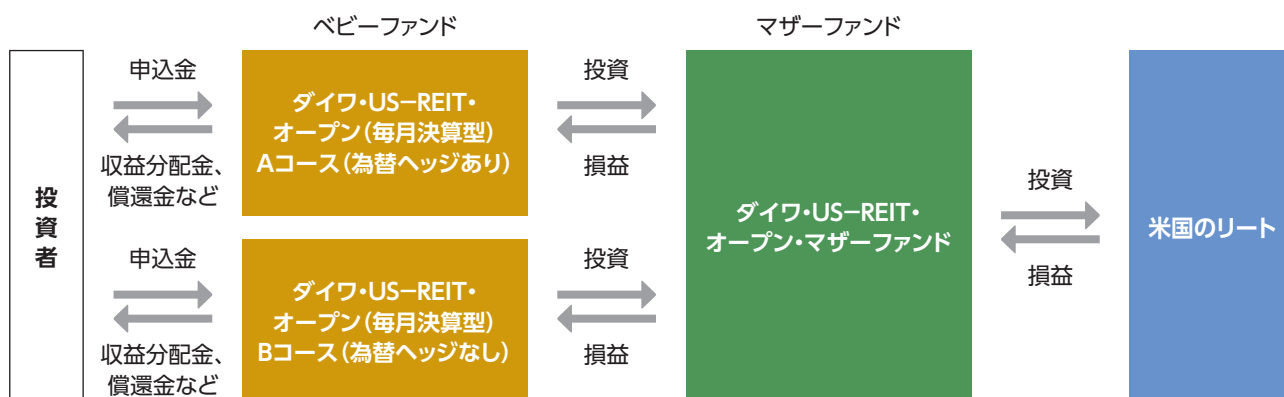 ベビーファンド
マザーファンド
投資者
申込金
収益分配金、
償還金など
ダイワ・US−REIT・
オープン（毎月決算型）
Aコース（為替ヘッジあり）
投資
損益
申込金
収益分配金、
償還金など
ダイワ・US−REIT・
オープン（毎月決算型）
Bコース（為替ヘッジなし）
投資
損益
ダイワ・US−REIT・
オープン・マザーファンド
投資
損益
米国のリート